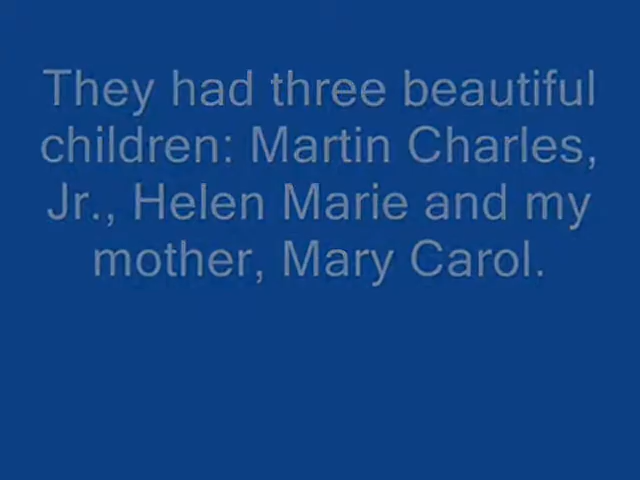 They had three beautiful
children: Martin Charles,
Jr., Helen Marie and my
mother, Mary Carol.